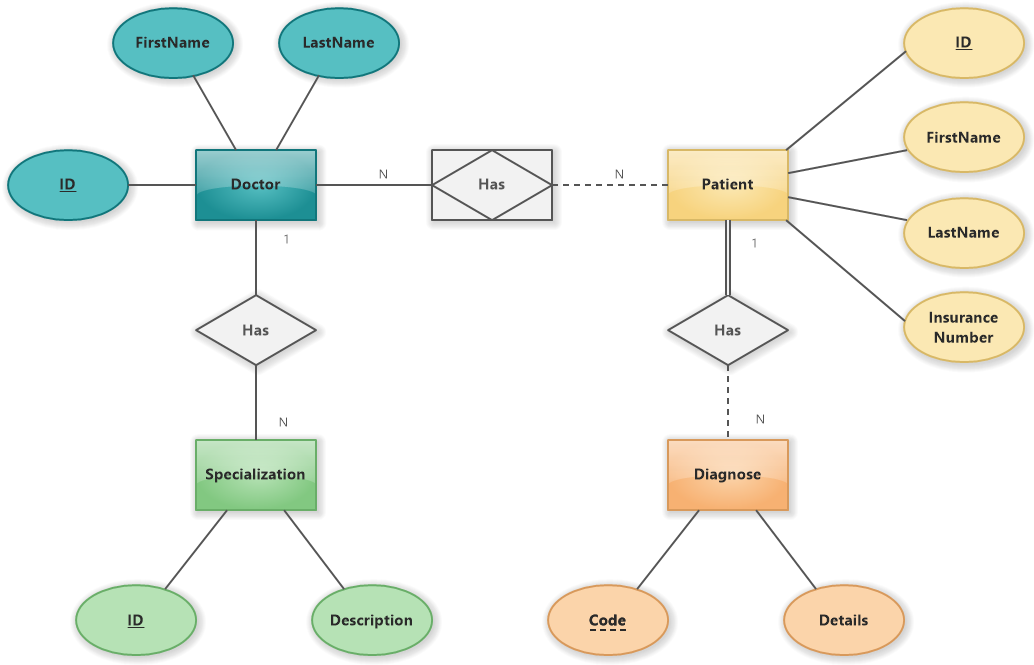 FirstName
LastName
ID
ID
FirstName
LastName
Insurance
Number
Doctor
N
Has
N
Patient
1
1
Has
Has
N
N
Specialization
Diagnose
ID
Description
Code
Details